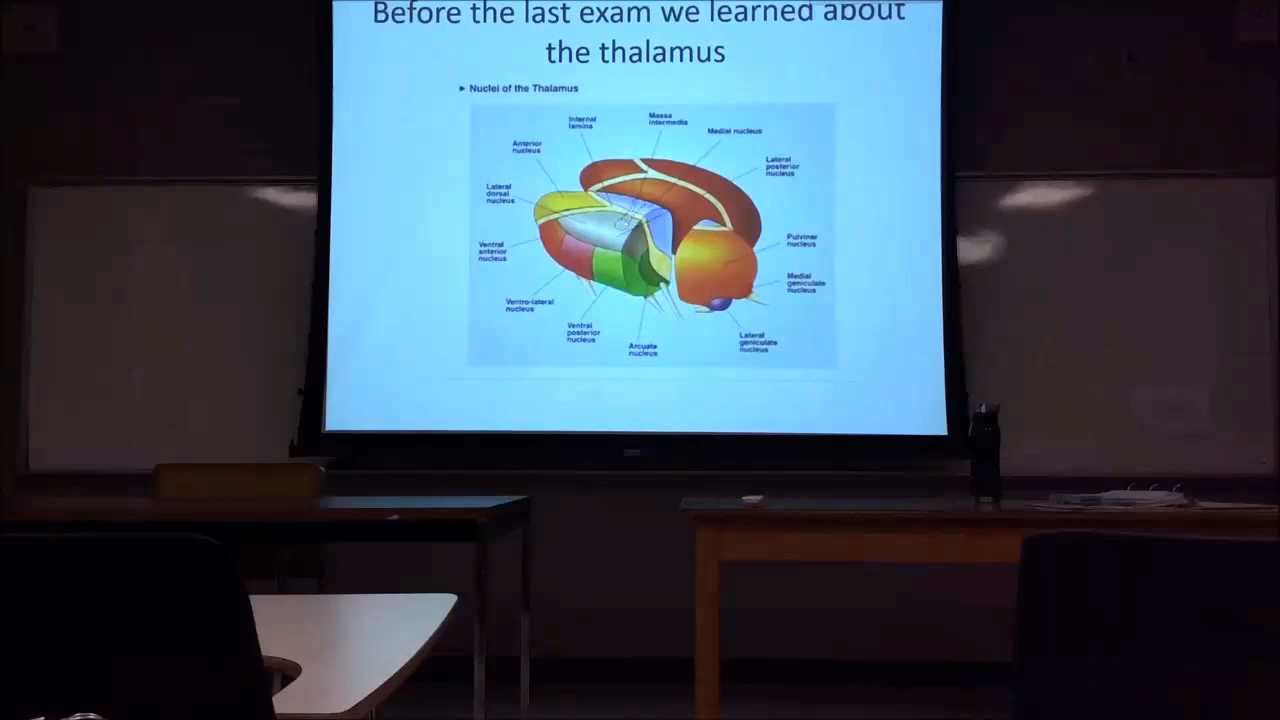 Before the last exam we learned about
the thalamus
► Nuclei of the Thalamus
Internal
lamina
Massa
intermedia
Medial nucleus
Anterior
nucleus
Lateral
posterior
nucleus
Lateral
dorsal
nucleus
Pulvinar
nucleus
Ventral
anterior
nucleus
Medial
geniculate
nucleus
Ventro-lateral
nucleus
Ventral
posterior
nucleus
Arcuate
nucleus
Lateral
geniculate
nucleus